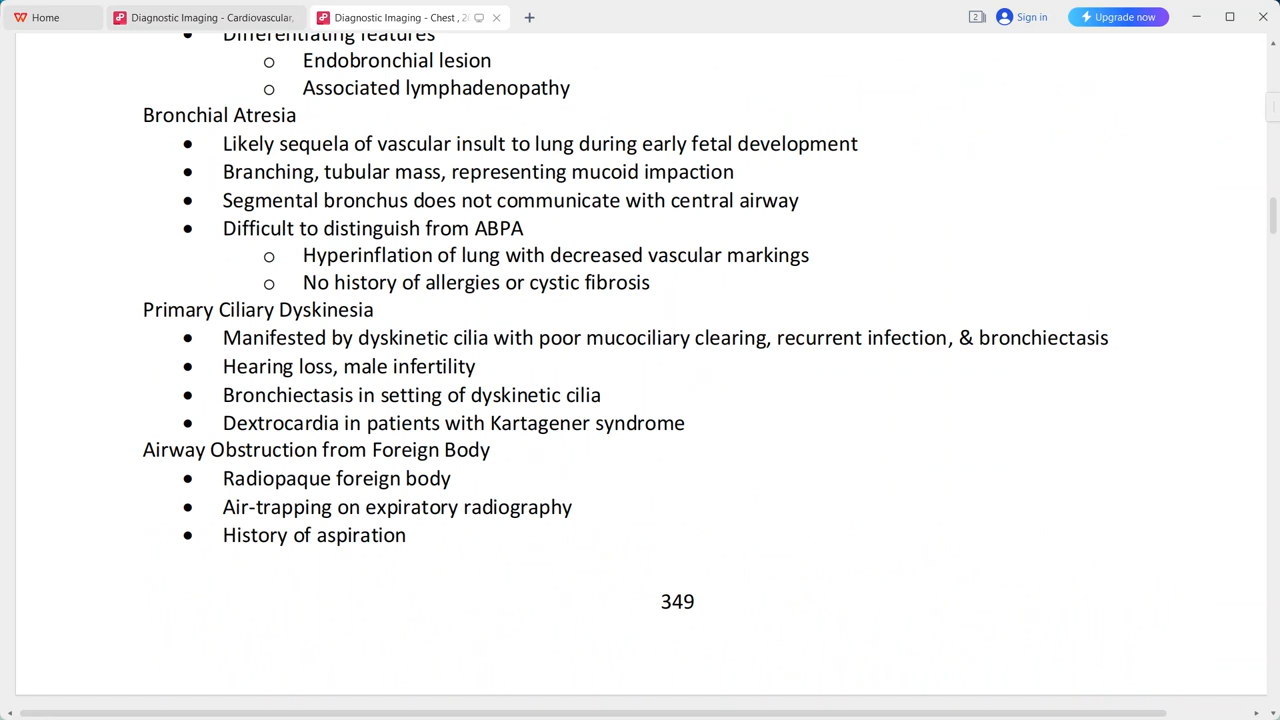 Home
Diagnostic Imaging - Cardiovascular,
Diagnostic Imaging - Chest , 2
2
Sign in
Upgrade now
• Differentiating features
o Endobronchial lesion
o Associated lymphadenopathy
Bronchial Atresia
• Likely sequela of vascular insult to lung during early fetal development
• Branching, tubular mass, representing mucoid impaction
• Segmental bronchus does not communicate with central airway
• Difficult to distinguish from ABPA
o Hyperinflation of lung with decreased vascular markings
o No history of allergies or cystic fibrosis
Primary Ciliary Dyskinesia
• Manifested by dyskinetic cilia with poor mucociliary clearing, recurrent infection, & bronchiectasis
• Hearing loss, male infertility
• Bronchiectasis in setting of dyskinetic cilia
• Dextrocardia in patients with Kartagener syndrome
Airway Obstruction from Foreign Body
• Radiopaque foreign body
• Air-trapping on expiratory radiography
• History of aspiration
349